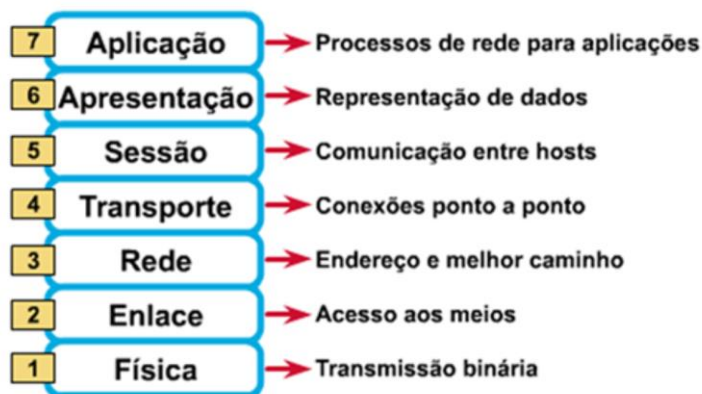 7 Aplicação Processos de rede para aplicações
6 Apresentação Representação de dados
5 Sessão Comunicação entre hosts
4 Transporte Conexões ponto a ponto
3 Rede Endereço e melhor caminho
2 Enlace Acesso aos meios
1 Física Transmissão binária